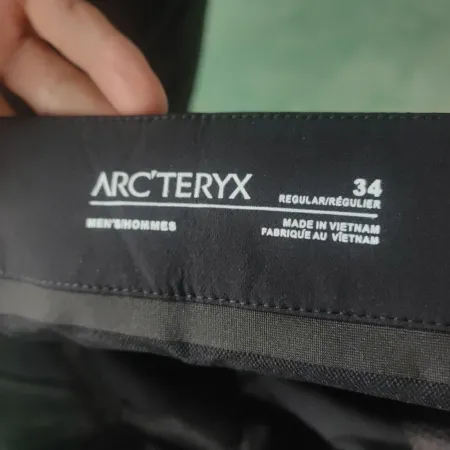 ARC'TERYX
34
REGULAR/RÉGULIER
MEN'S/HOMMES
MADE IN VIETNAM
FABRIQUÉ AU VIETNAM